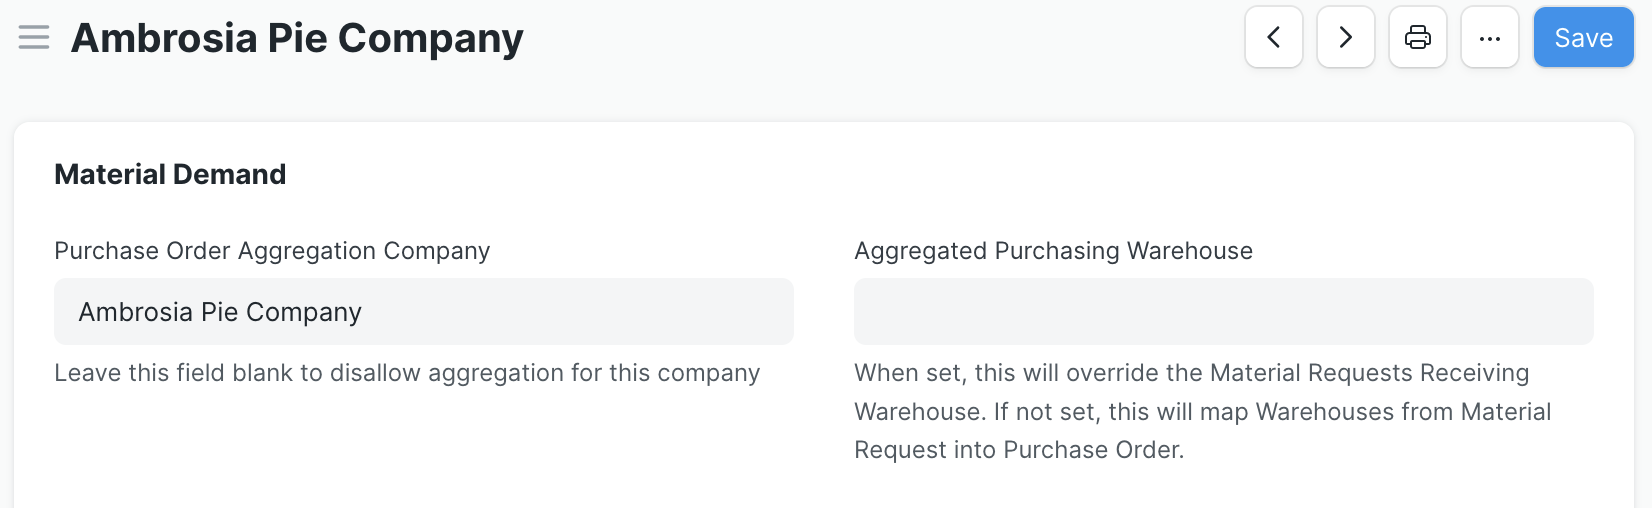 Ambrosia Pie Company
Save
Material Demand
Purchase Order Aggregation Company
Ambrosia Pie Company
Leave this field blank to disallow aggregation for this company
Aggregated Purchasing Warehouse
When set, this will override the Material Requests Receiving
Warehouse. If not set, this will map Warehouses from Material
Request into Purchase Order.